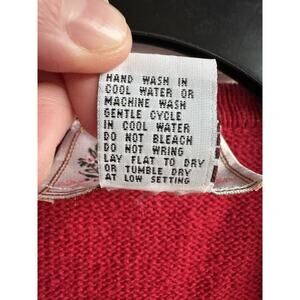 HAND WASH IN
COOL WATER OR
MACHINE WASH
GENTLE CYCLE
IN COOL WATER
DO NOT BLEACH
DO NOT WRING
LAY FLAT TO DRY
OR TUMBLE DRY
AT LOW SETTING